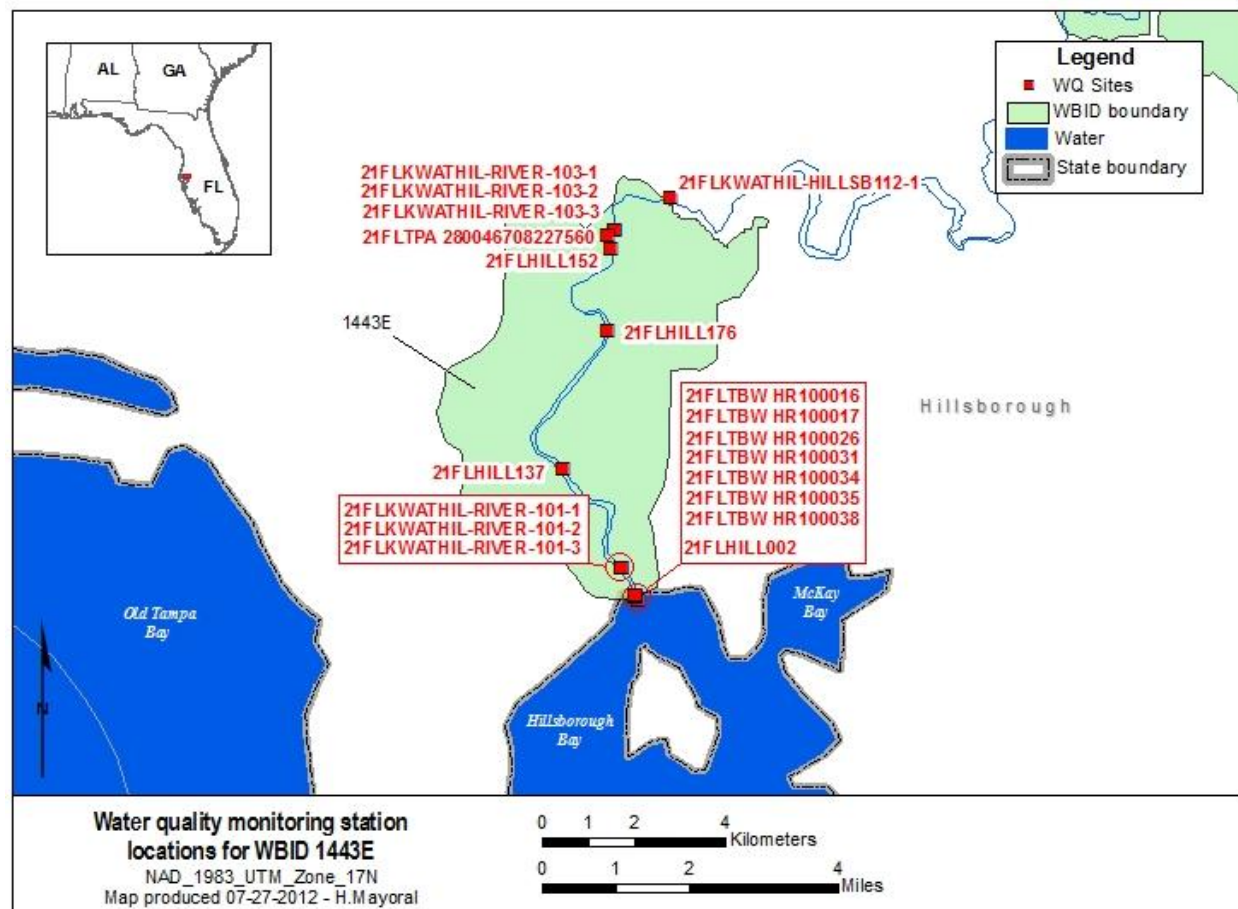 AL
GA
FL
Legend
WQ Sites
WBID boundary
Water
State boundary
21FLKWATHIL-RIVER-103-1
21FLKWATHIL-RIVER-103-2
21FLKWATHIL-RIVER-103-3
21FLTPA 280046708227560
21FLHILL152
21FLKWATHIL-HILLSB112-1
1443E
21FLHILL176
Hillsborough
21FLTBW HR100016
21FLTBW HR100017
21FLTBW HR100026
21FLTBW HR100031
21FLTBW HR100034
21FLTBW HR100035
21FLTBW HR100038
21FLHILL002
21FLHILL137
21FLKWATHIL-RIVER-101-1
21FLKWATHIL-RIVER-101-2
21FLKWATHIL-RIVER-101-3
Old Tampa
Bay
McKay
Bay
Hillsborough
Bay
N
Water quality monitoring station
locations for WBID 1443E
NAD_1983_UTM_Zone_17N
Map produced 07-27-2012 - H.Mayoral
0 1 2 4
Kilometers
0 1 2 4
Miles